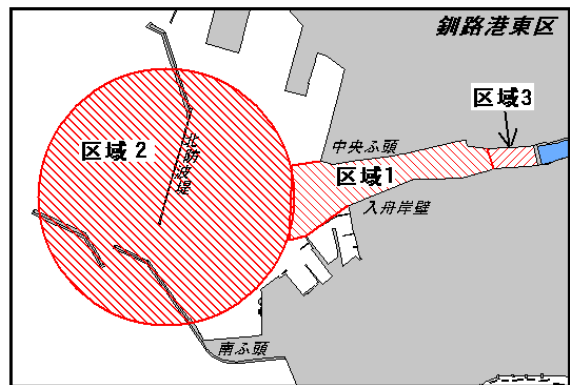 釧路港東区
区域3
中央ふ頭
区域2
北防波堤
区域1
入舟岸壁
南ふ頭